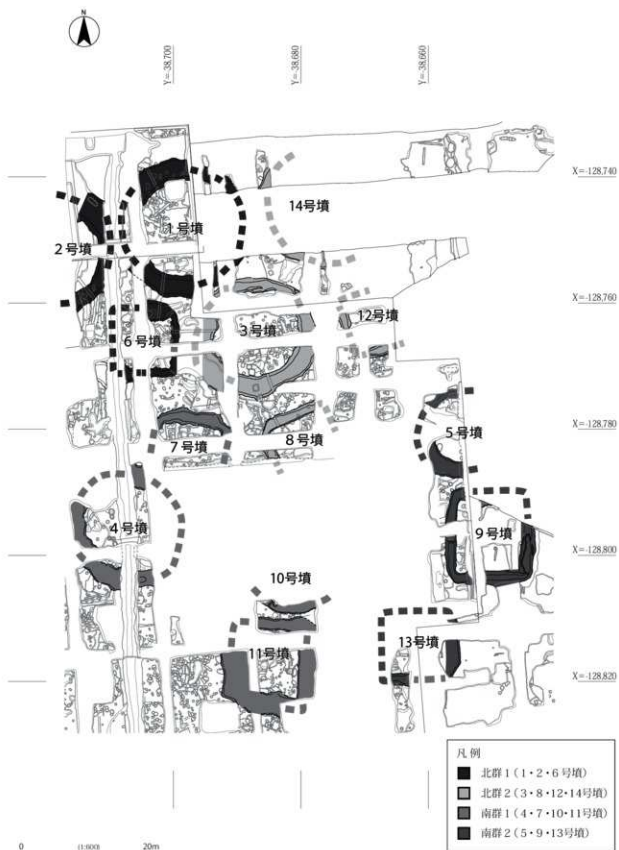 N
Y=-38,700
Y=-38,680
Y=-38,660
X=-128,740
14号墳
1号墳
2号墳
X=-128,760
12号墳
3号墳
6号墳
X=-128,780
5号墳
7号墳
8号墳
4号墳
9号墳
X=-128,800
10号墳
13号墳
11号墳
X=-128,820
凡例
北群1(1・2・6号墳)
北群2(3・8・12・14号墳)
南群1(4・7・10・11号墳)
南群2(5・9・13号墳)
0 (1:600) 20m